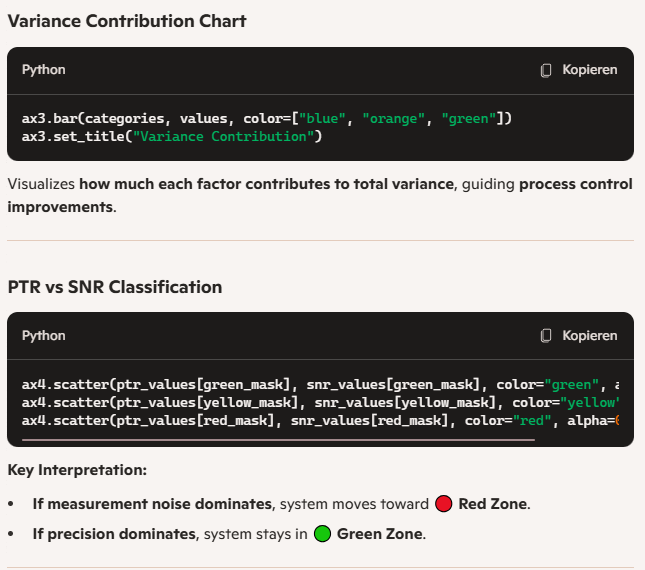 Variance Contribution Chart
Python
Kopieren
ax3.bar(categories, values, color=["blue", "orange", "green"])
ax3.set_title("Variance Contribution")
Visualizes how much each factor contributes to total variance, guiding process control
improvements.
PTR vs SNR Classification
Python
Kopieren
ax4.scatter(ptr_values[green_mask], snr_values[green_mask], color="green",
ax4.scatter(ptr_values[yellow_mask], snr_values[yellow_mask], color="yellow"
ax4.scatter(ptr_values[red_mask], snr_values[red_mask], color="red", alpha=
Key Interpretation:
• If measurement noise dominates, system moves toward 🔴 Red Zone.
• If precision dominates, system stays in 🟢 Green Zone.